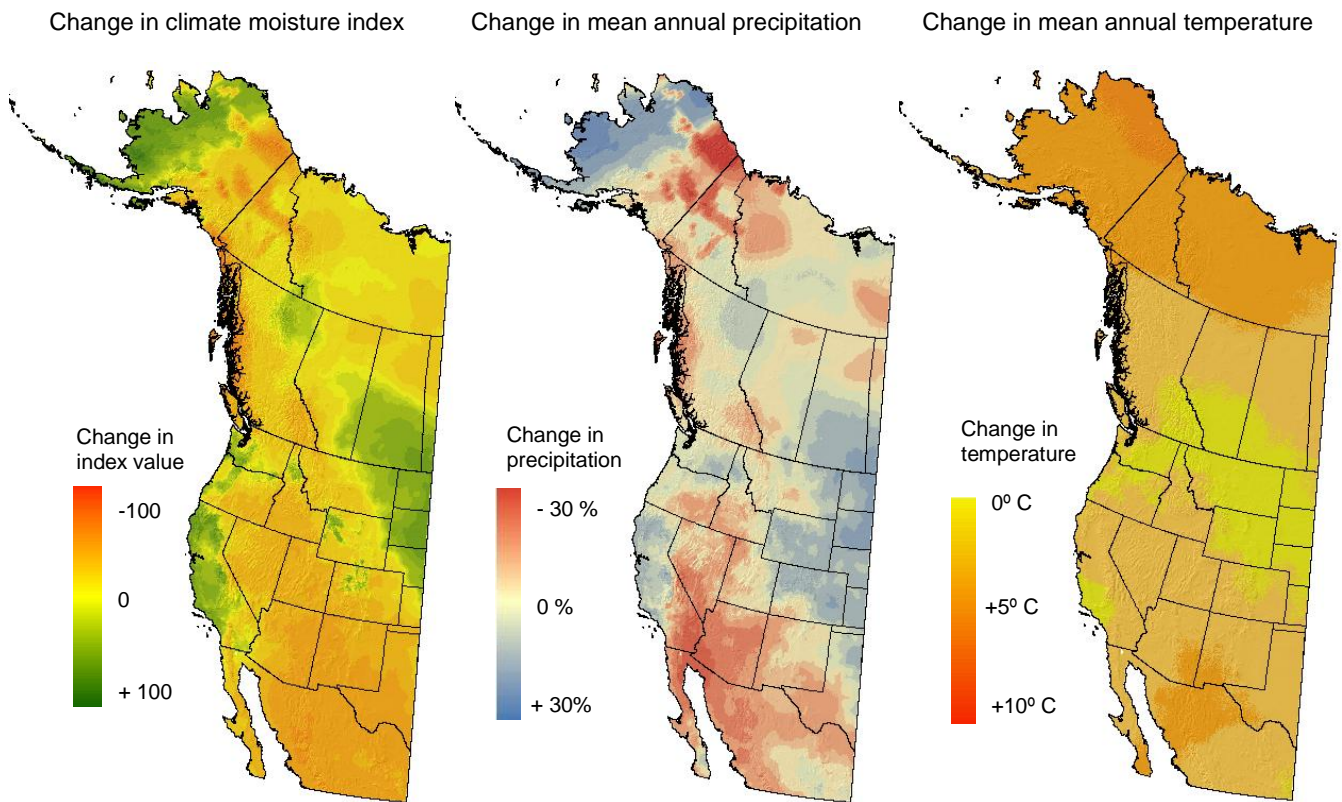 Change in climate moisture index
Change in mean annual precipitation
Change in mean annual temperature
Change in
index value
-100
0
+ 100
Change in
precipitation
- 30 %
0 %
+ 30%
Change in
temperature
0º C
+5º C
+10º C